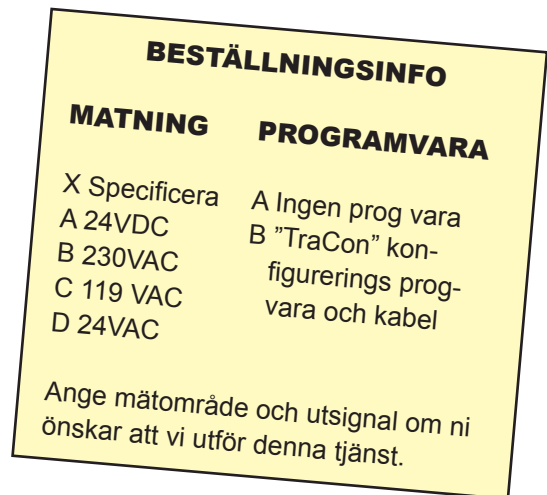 BESTÄLLNINGSINFO
MATNING
X Specificera
A 24VDC
B 230VAC
C 119 VAC
D 24VAC
PROGRAMVARA
A Ingen prog vara
B ”TraCon” kon-
figurerings prog-
vara och kabel
Ange mätområde och utsignal om ni
önskar att vi utför denna tjänst.